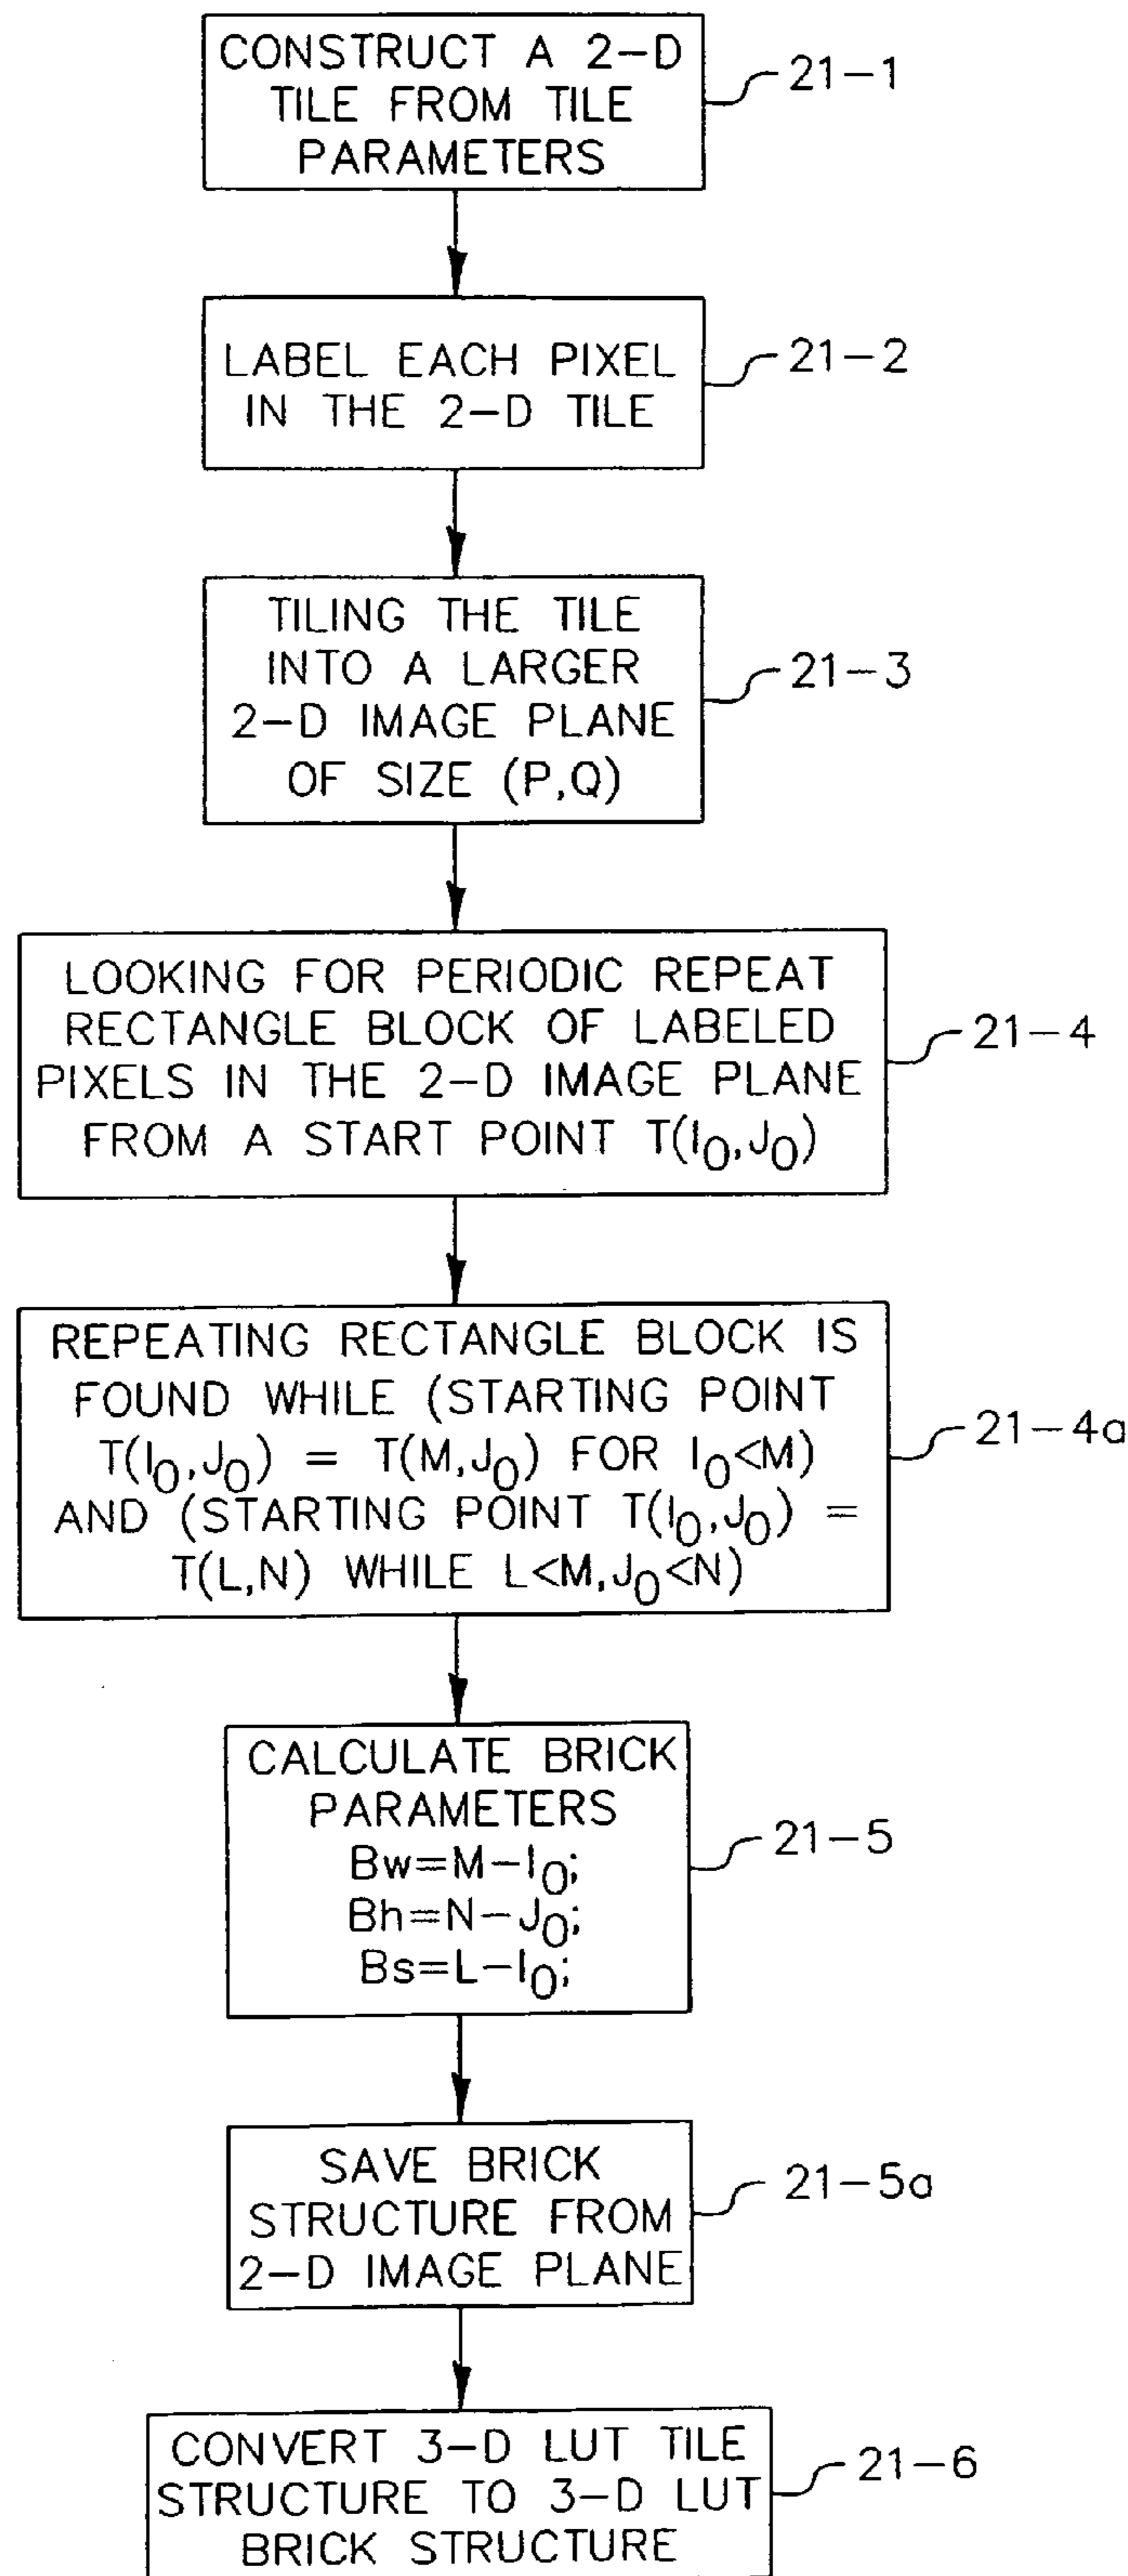 CONSTRUCT A 2-D
TILE FROM TILE
PARAMETERS
21-1
LABEL EACH PIXEL
IN THE 2-D TILE
21-2
TILING THE TILE
INTO A LARGER
2-D IMAGE PLANE
OF SIZE (P,Q)
21-3
LOOKING FOR PERIODIC REPEAT
RECTANGLE BLOCK OF LABELED
PIXELS IN THE 2-D IMAGE PLANE
FROM A START POINT T(I₀,J₀)
21-4
REPEATING RECTANGLE BLOCK IS
FOUND WHILE (STARTING POINT
T(I₀,J₀) = T(M,J₀) FOR I₀<M)
AND (STARTING POINT T(I₀,J₀) =
T(L,N) WHILE L<M,J₀<N)
21-4a
CALCULATE BRICK
PARAMETERS
Bw=M-I₀;
Bh=N-J₀;
Bs=L-I₀;
21-5
SAVE BRICK
STRUCTURE FROM
2-D IMAGE PLANE
21-5a
CONVERT 3-D LUT TILE
STRUCTURE TO 3-D LUT
BRICK STRUCTURE
21-6